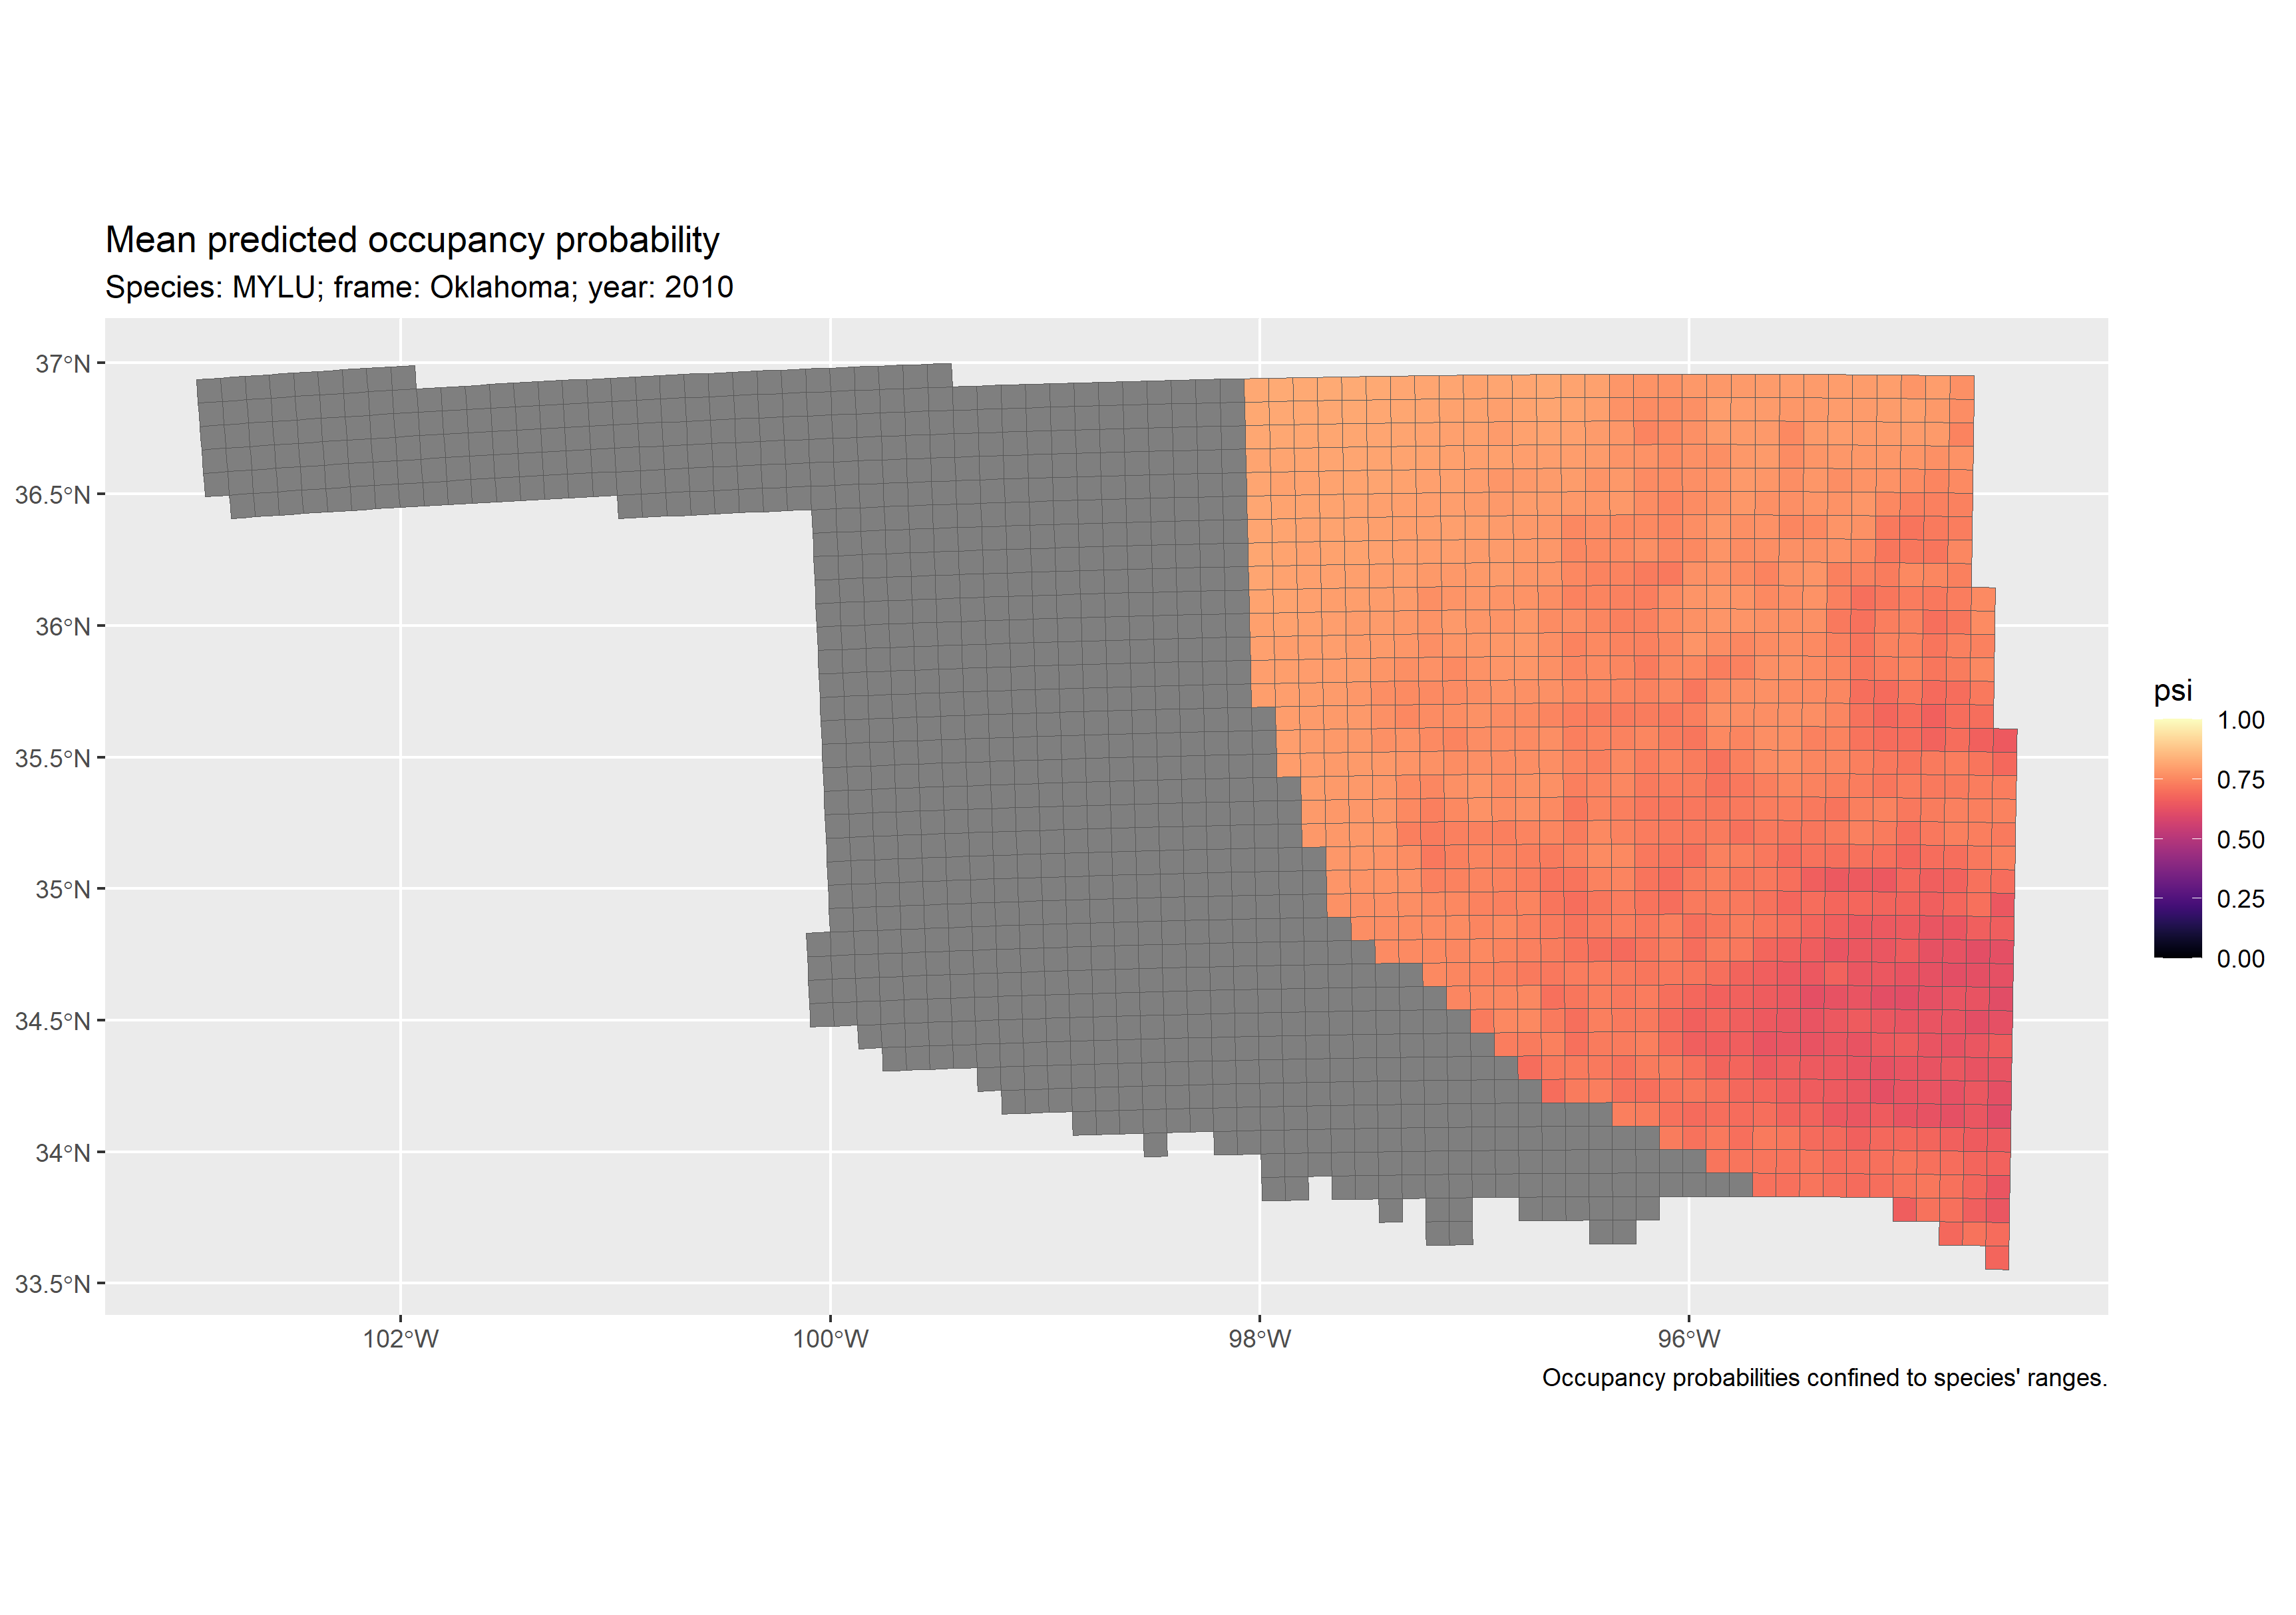 Mean predicted occupancy probability
Species: MYLU; frame: Oklahoma; year: 2010
37°N
36.5°N
36°N
35.5°N
35°N
34.5°N
34°N
33.5°N
102°W
100°W
98°W
96°W
psi
1.00
0.75
0.50
0.25
0.00
Occupancy probabilities confined to species' ranges.